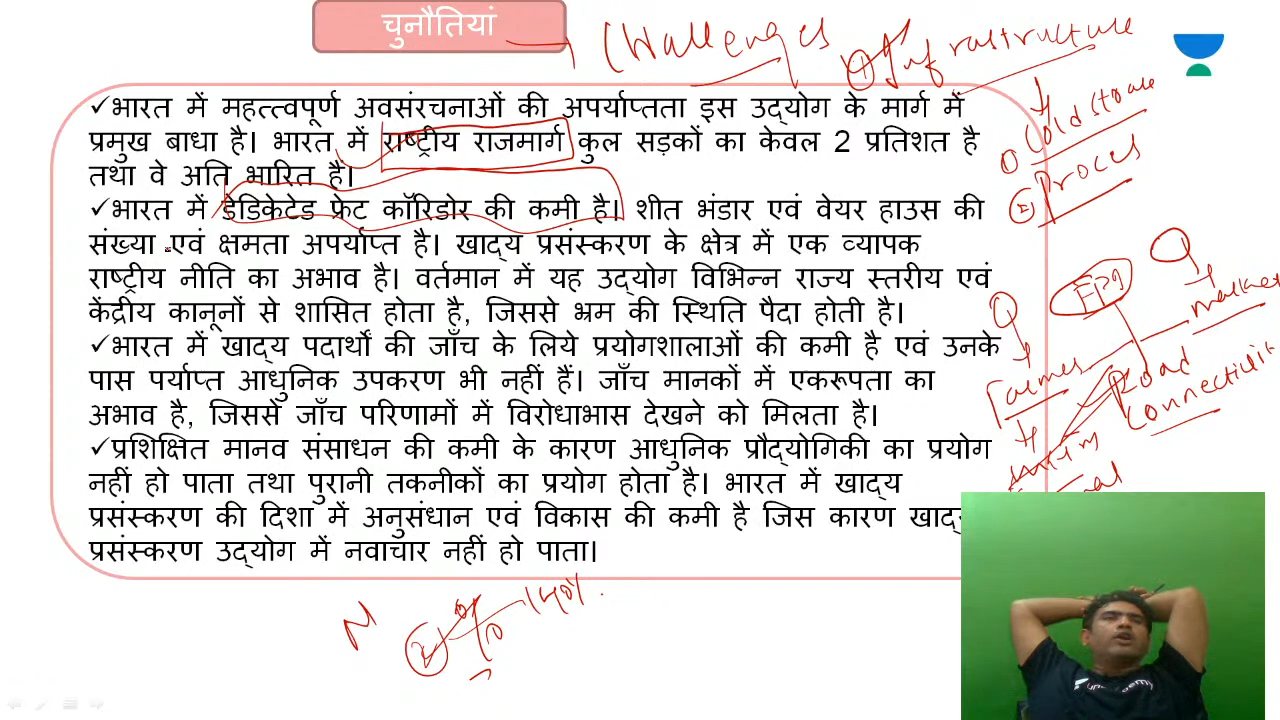 चुनौतियां
Challenges
Infrastructure
✓भारत में महत्त्वपूर्ण अवसंरचनाओं की अपर्याप्तता इस उद्योग के मार्ग में
प्रमुख बाधा है। भारत में राष्ट्रीय राजमार्ग कुल सड़कों का केवल 2 प्रतिशत है
तथा वे अति भारित हैं।
✓भारत में डेडिकेटेड फ्रेट कॉरिडोर की कमी है। शीत भंडार एवं वेयर हाउस की
संख्या एवं क्षमता अपर्याप्त है। खाद्य प्रसंस्करण के क्षेत्र में एक व्यापक
राष्ट्रीय नीति का अभाव है। वर्तमान में यह उद्योग विभिन्न राज्य स्तरीय एवं
केंद्रीय कानूनों से शासित होता है, जिससे भ्रम की स्थिति पैदा होती है।
✓भारत में खाद्य पदार्थों की जाँच के लिये प्रयोगशालाओं की कमी है एवं उनके
पास पर्याप्त आधुनिक उपकरण भी नहीं हैं। जाँच मानकों में एकरूपता का
अभाव है, जिससे जाँच परिणामों में विरोधाभास देखने को मिलता है।
✓प्रशिक्षित मानव संसाधन की कमी के कारण आधुनिक प्रौद्योगिकी का प्रयोग
नहीं हो पाता तथा पुरानी तकनीकों का प्रयोग होता है। भारत में खाद्य
प्रसंस्करण की दिशा में अनुसंधान एवं विकास की कमी है जिस कारण खाद्य
प्रसंस्करण उद्योग में नवाचार नहीं हो पाता।
Cold store
Proces
FPI
market
Farmer
Road
Connectivit